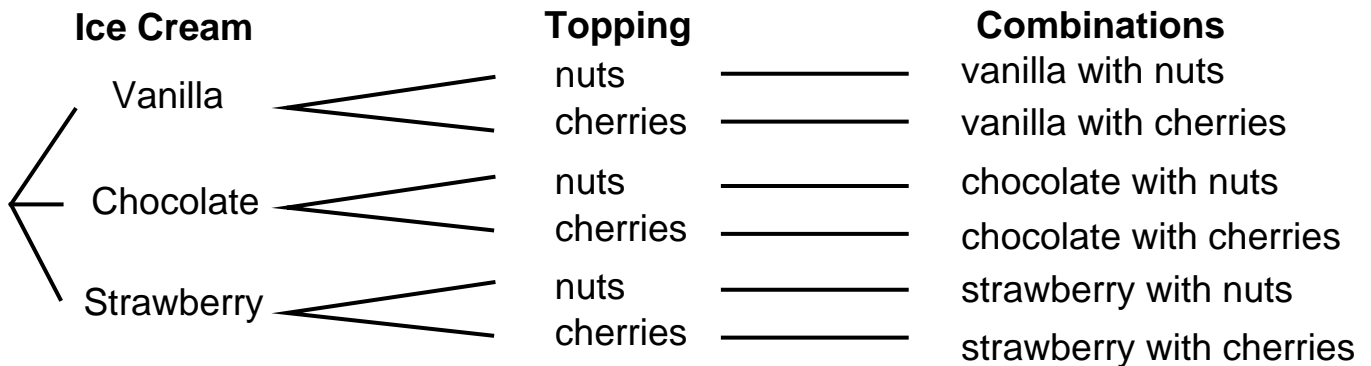 Ice Cream Topping Combinations
Vanilla nuts vanilla with nuts
cherries vanilla with cherries
Chocolate nuts chocolate with nuts
cherries chocolate with cherries
Strawberry nuts strawberry with nuts
cherries strawberry with cherries